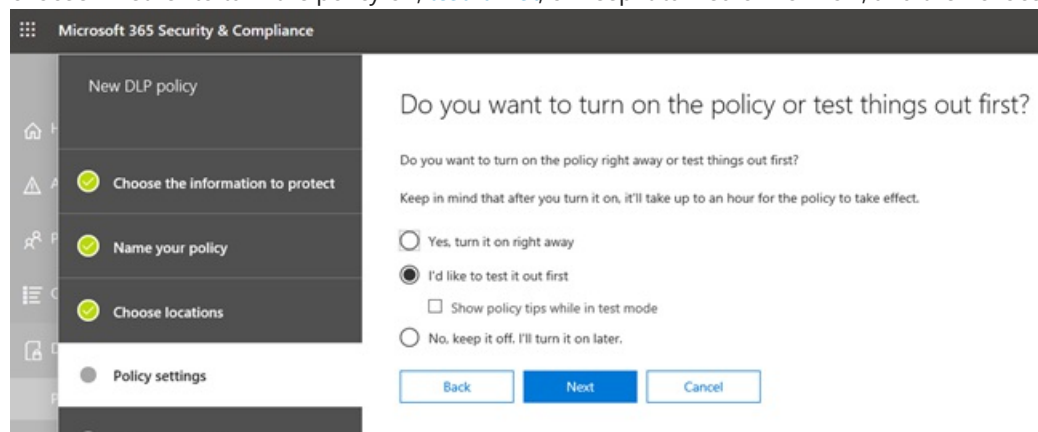 Microsoft 365 Security & Compliance
New DLP policy
Choose the information to protect
Name your policy
Choose locations
Policy settings
Do you want to turn on the policy or test things out first?
Do you want to turn on the policy right away or test things out first?
Keep in mind that after you turn it on, it'll take up to an hour for the policy to take effect.
Yes, turn it on right away
I'd like to test it out first
Show policy tips while in test mode
No, keep it off. I'll turn it on later.
Back Next Cancel